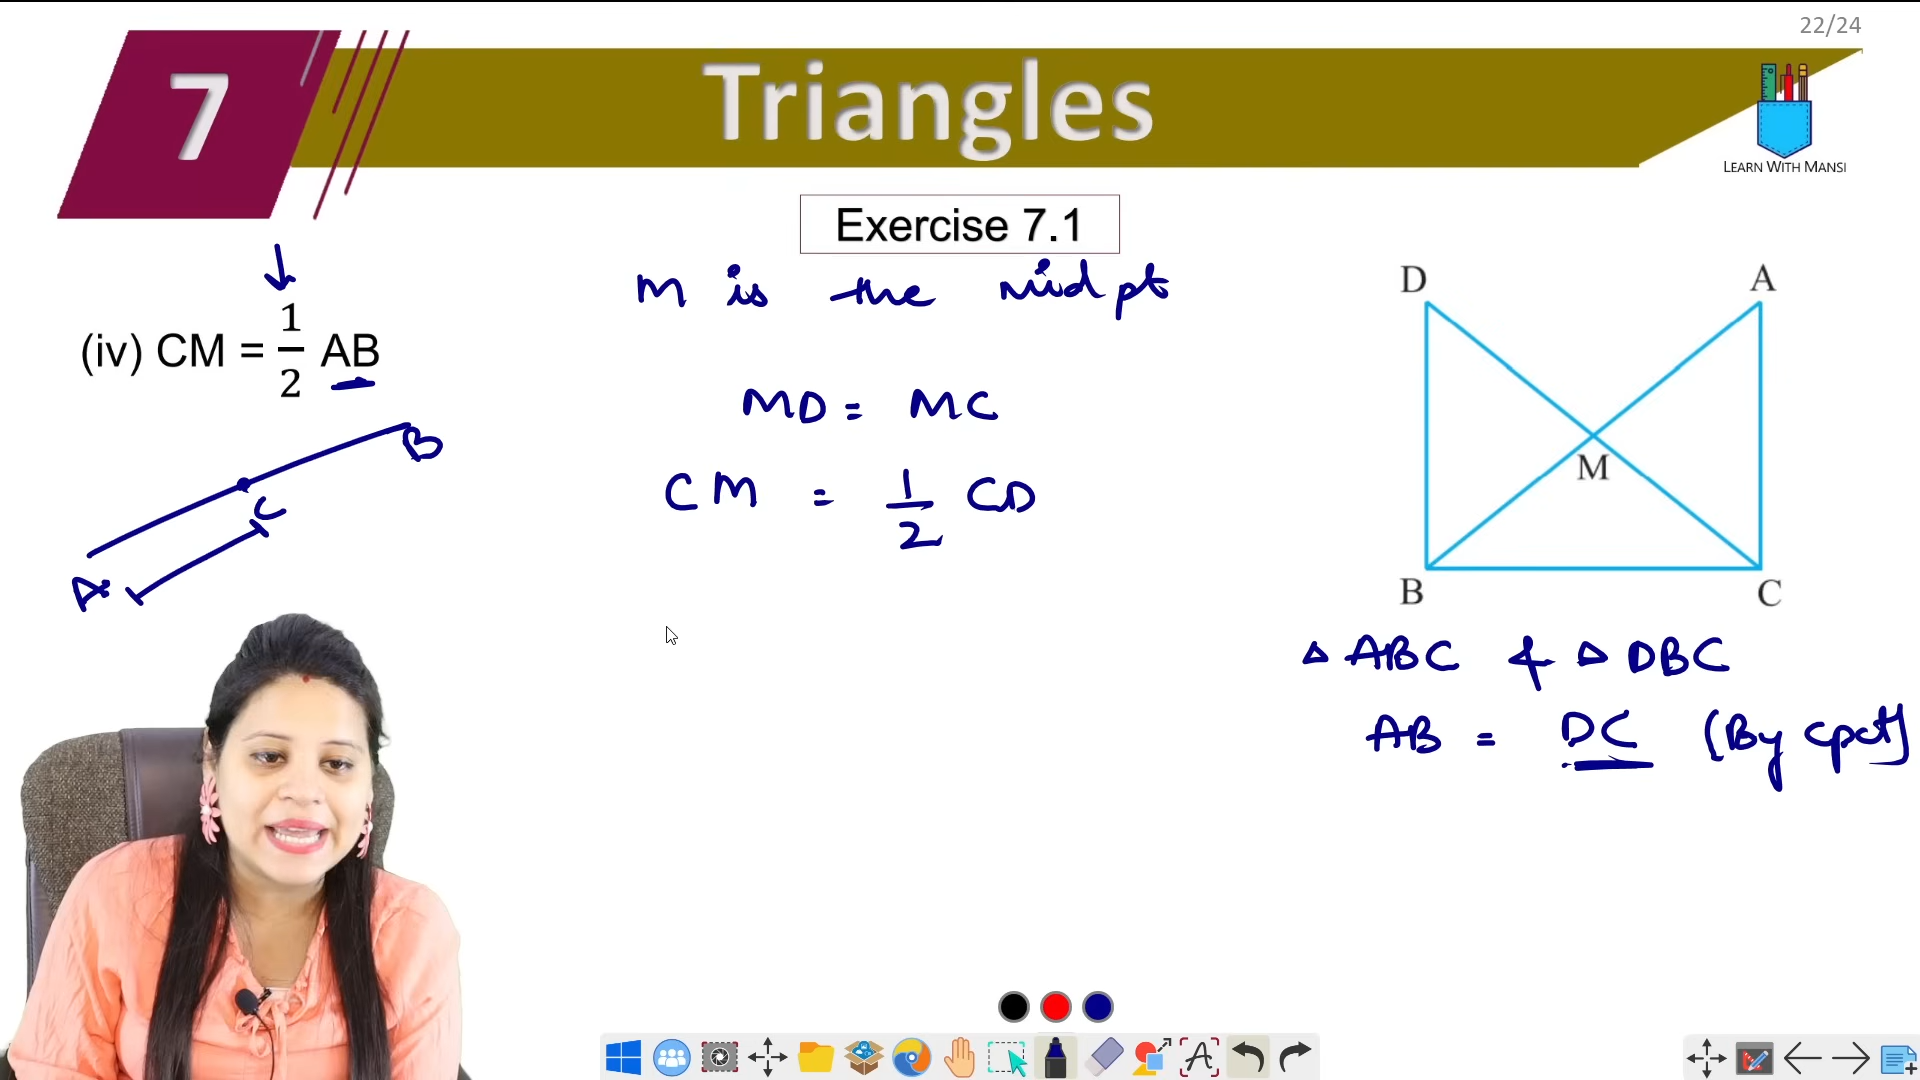 22/24
7
Triangles
LEARN WITH MANSI
Exercise 7.1
M is the mid pt
(iv) CM = 1/2 AB
MD = MC
CM = 1/2 CD
B
C
A
D A
M
B C
△ ABC & △ DBC
AB = DC (By cpct)